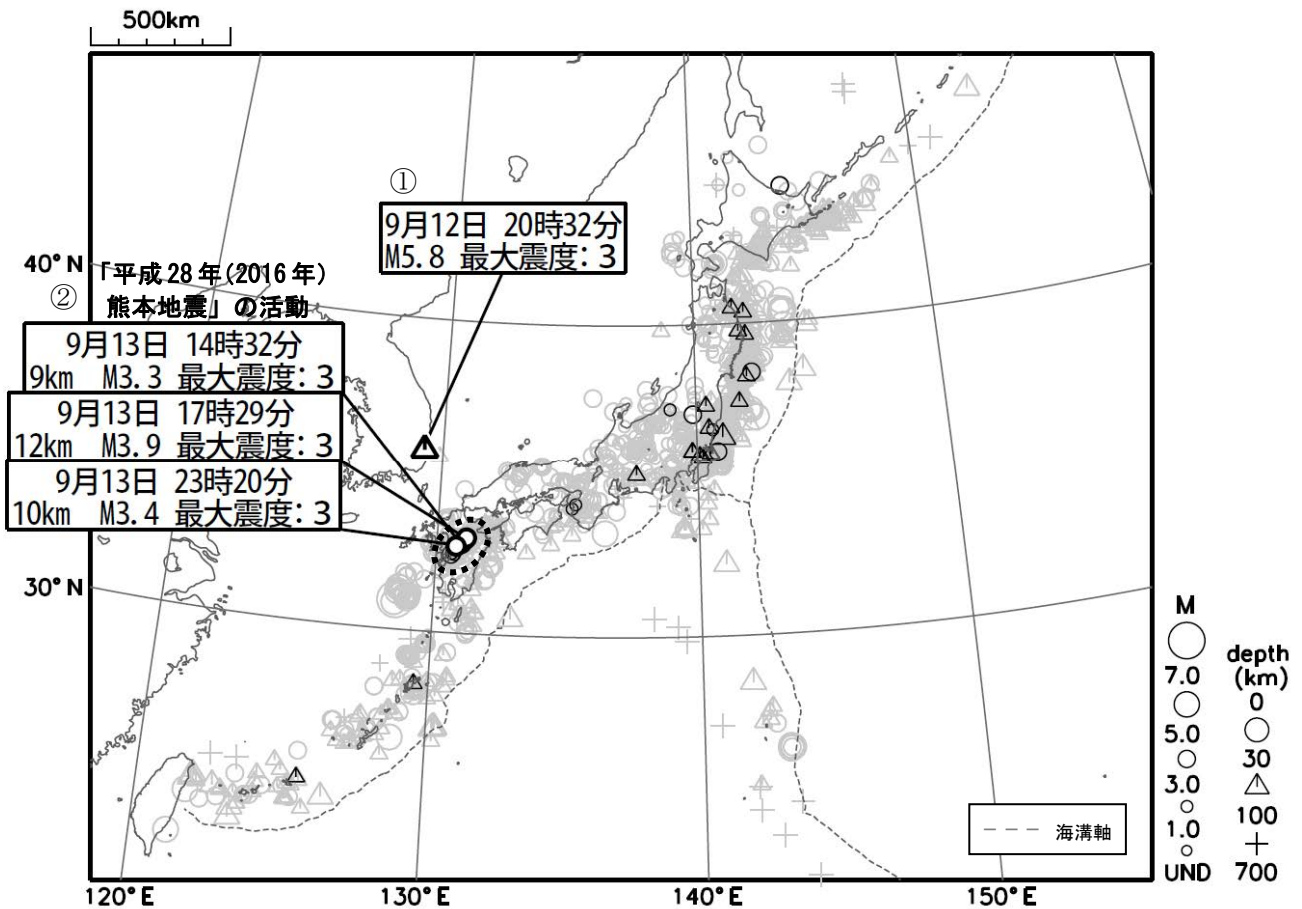 500km
①
9月12日 20時32分
M5.8 最大震度：3
40°N
「平成28年(2016年)
②
熊本地震」の活動
9月13日 14時32分
9km M3.3 最大震度：3
9月13日 17時29分
12km M3.9 最大震度：3
9月13日 23時20分
10km M3.4 最大震度：3
30°N
M
7.0
5.0
3.0
1.0
UND
depth
(km)
0
30
100
700
海溝軸
120°E
130°E
140°E
150°E